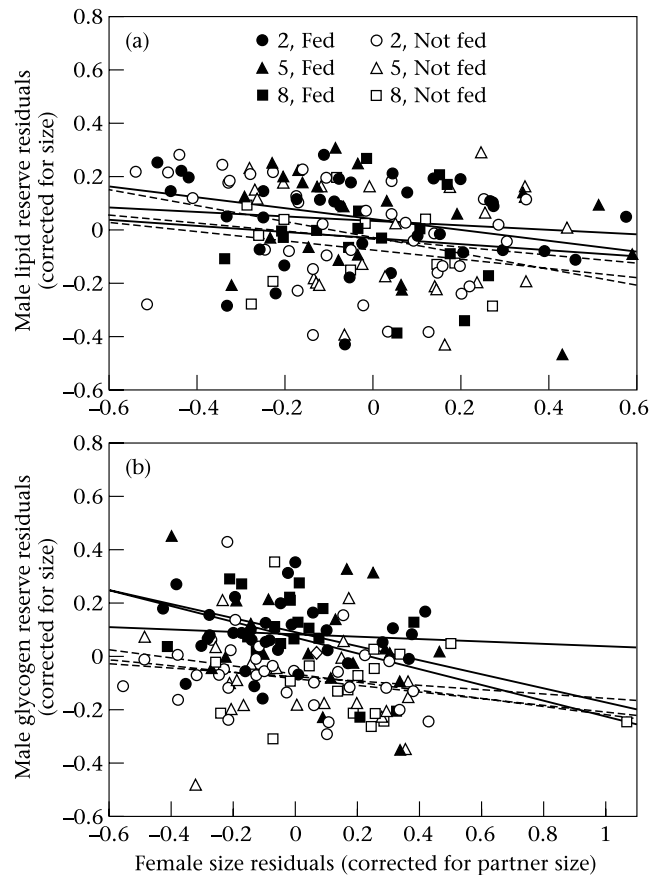 0.8
(a)
2, Fed
2, Not fed
5, Fed
5, Not fed
8, Fed
8, Not fed
0.6
0.4
0.2
0
−0.2
−0.4
−0.6
Male lipid reserve residuals
(corrected for size)
−0.6
−0.4
−0.2
0
0.2
0.4
0.6
0.8
(b)
0.6
0.4
0.2
0
−0.2
−0.4
−0.6
Male glycogen reserve residuals
(corrected for size)
−0.6
−0.4
−0.2
0
0.2
0.4
0.6
0.8
1
Female size residuals (corrected for partner size)